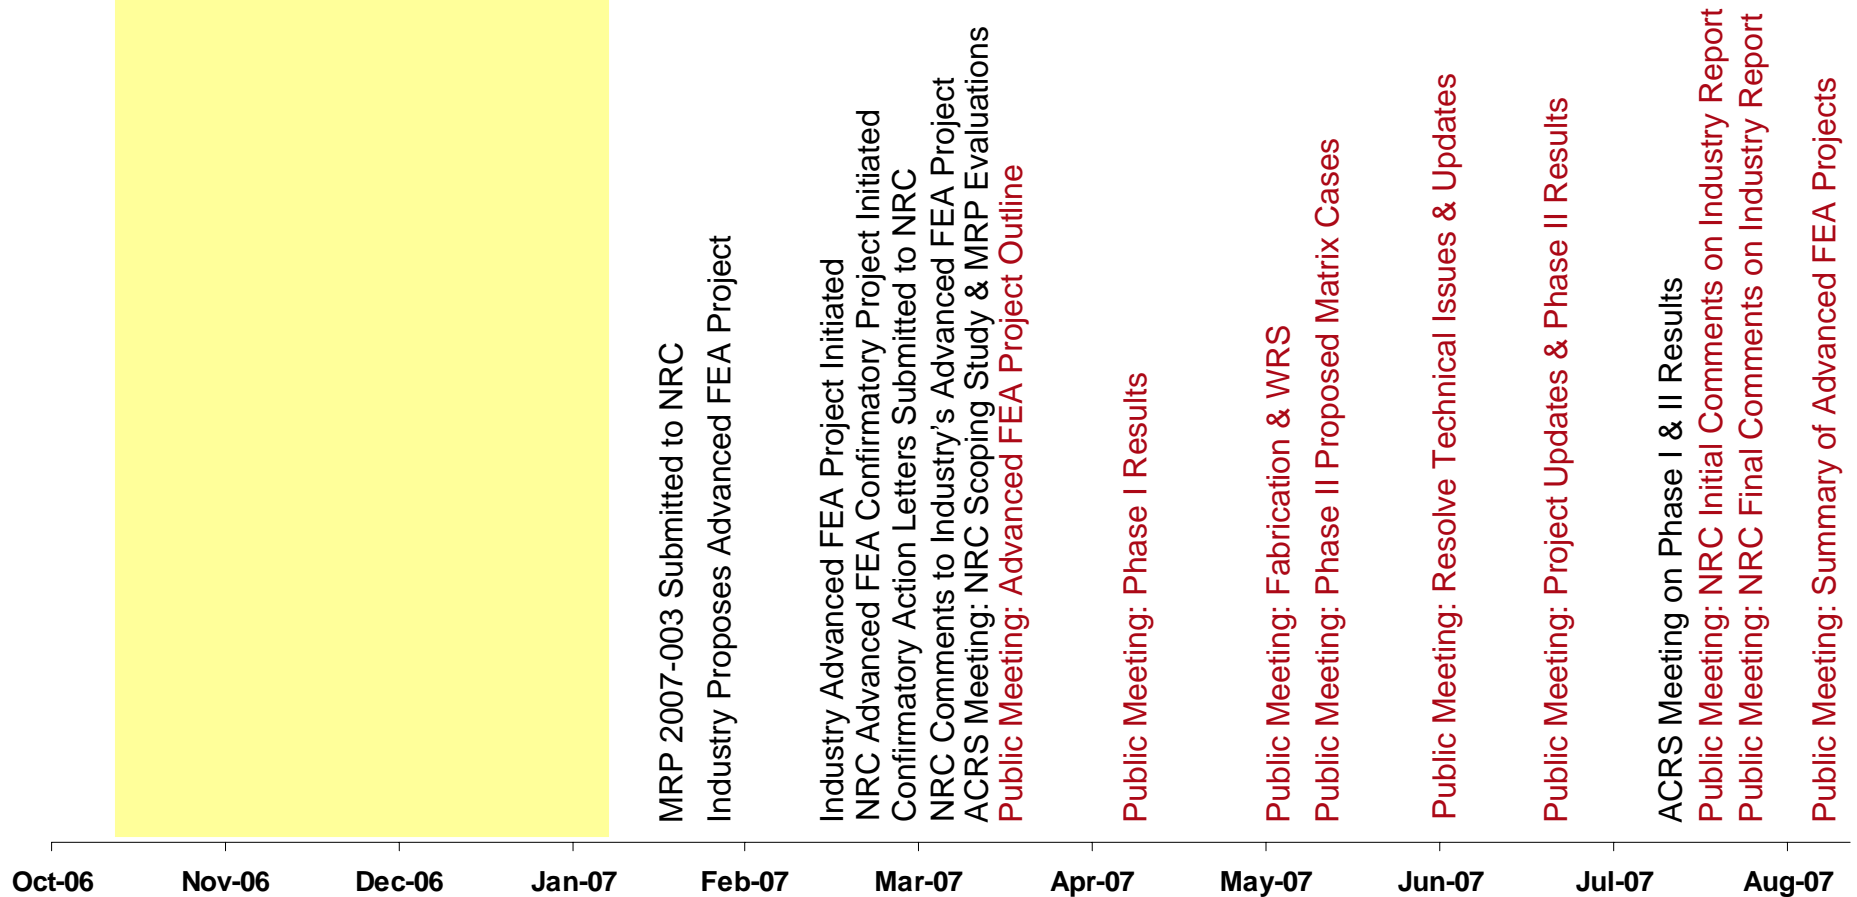 MRP 2007-003 Submitted to NRC
Industry Proposes Advanced FEA Project
Industry Advanced FEA Project Initiated
NRC Advanced FEA Confirmatory Project Initiated
Confirmatory Action Letters Submitted to NRC
NRC Comments to Industry’s Advanced FEA Project
ACRS Meeting: NRC Scoping Study & MRP Evaluations
Public Meeting: Advanced FEA Project Outline
Public Meeting: Phase I Results
Public Meeting: Fabrication & WRS
Public Meeting: Phase II Proposed Matrix Cases
Public Meeting: Resolve Technical Issues & Updates
Public Meeting: Project Updates & Phase II Results
ACRS Meeting on Phase I & II Results
Public Meeting: NRC Initial Comments on Industry Report
Public Meeting: NRC Final Comments on Industry Report
Public Meeting: Summary of Advanced FEA Projects
Oct-06 Nov-06 Dec-06 Jan-07 Feb-07 Mar-07 Apr-07 May-07 Jun-07 Jul-07 Aug-07